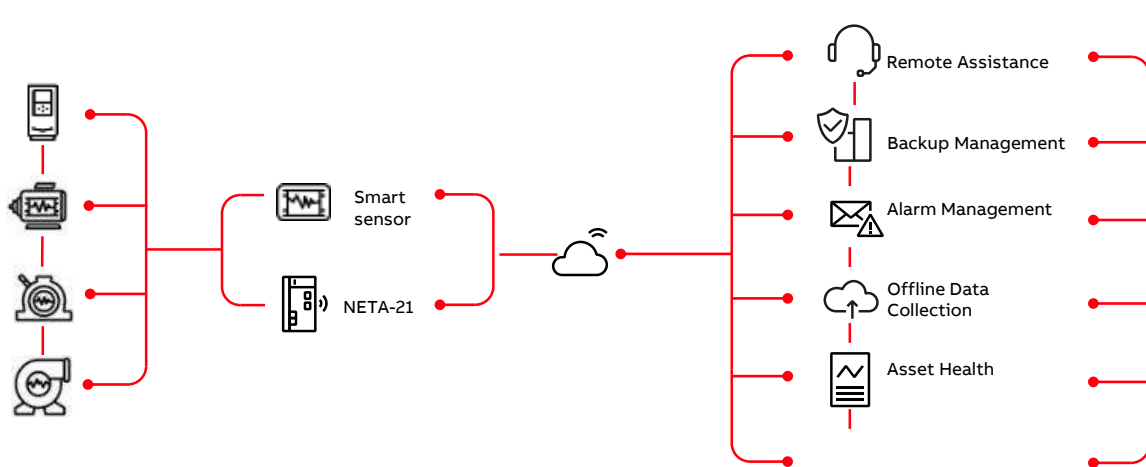 Remote Assistance
Backup Management
Smart
sensor
Alarm Management
NETA-21
Offline Data
Collection
Asset Health